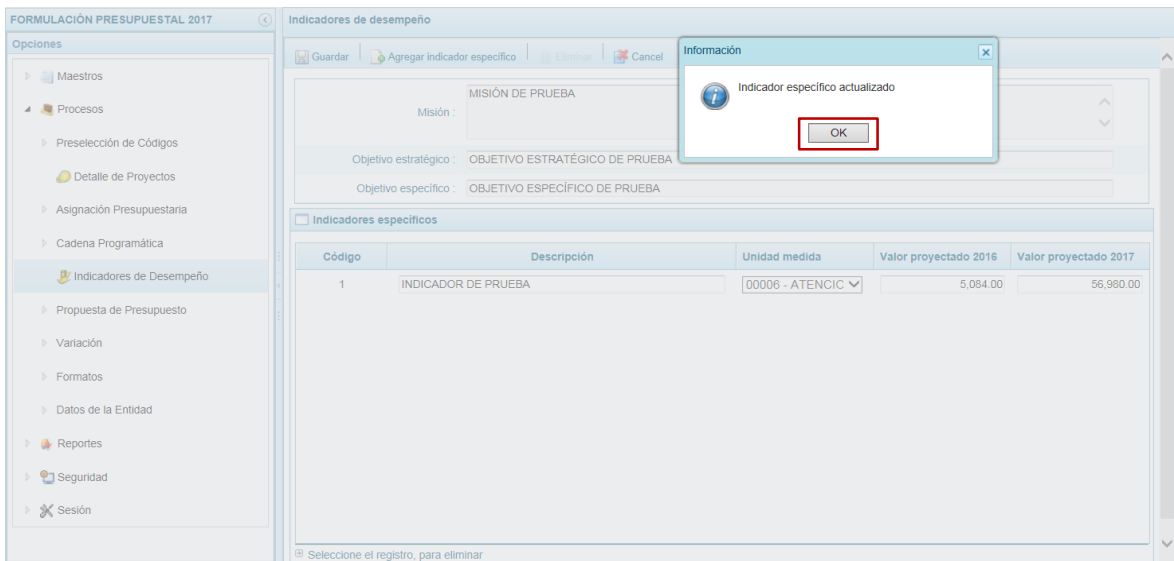 FORMULACIÓN PRESUPUESTAL 2017
Opciones
Maestros
Procesos
Preselección de Códigos
Detalle de Proyectos
Asignación Presupuestaria
Cadena Programática
Indicadores de Desempeño
Propuesta de Presupuesto
Variación
Formatos
Datos de la Entidad
Reportes
Seguridad
Sesión
Indicadores de desempeño
Guardar Agregar indicador específico Eliminar Cancel
Misión : MISIÓN DE PRUEBA
Objetivo estratégico : OBJETIVO ESTRATÉGICO DE PRUEBA
Objetivo específico : OBJETIVO ESPECÍFICO DE PRUEBA
Información
Indicador específico actualizado
OK
Indicadores específicos
Código Descripción Unidad medida Valor proyectado 2016 Valor proyectado 2017
1 INDICADOR DE PRUEBA 00006 - ATENCIC 5,084.00 56,980.00
Seleccione el registro, para eliminar